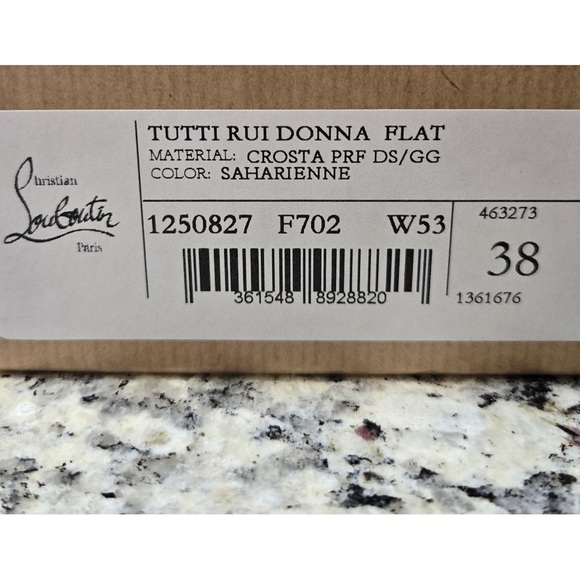 Christian
Louboutin
Paris
TUTTI RUI DONNA FLAT
MATERIAL: CROSTA PRF DS/GG
COLOR: SAHARIENNE
1250827 F702 W53
361548 8928820
463273
38
1361676